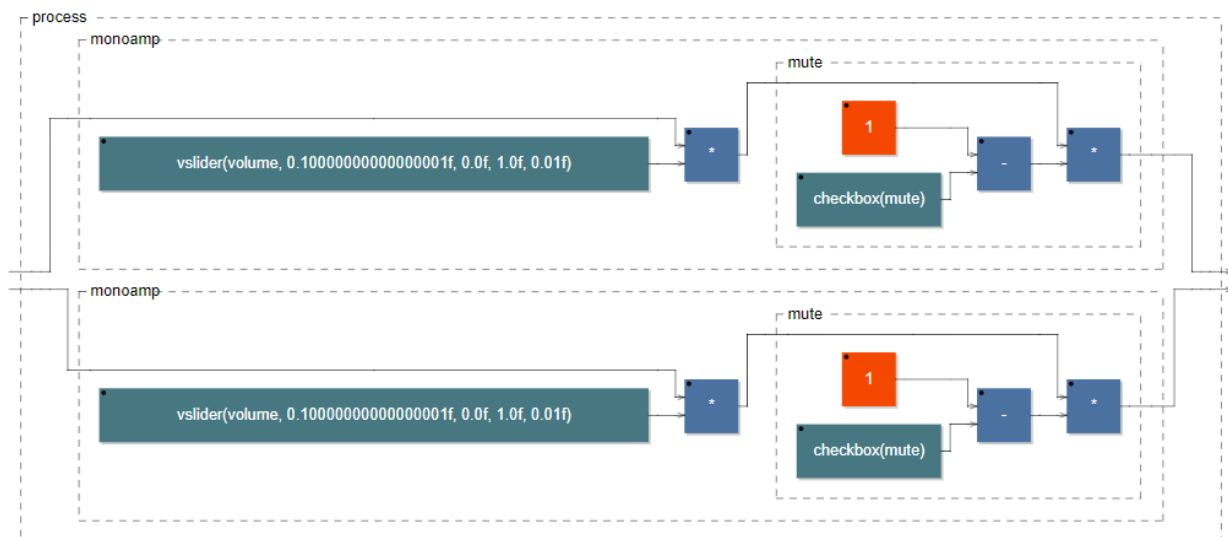 process
monoamp
mute
1
vslider(volume, 0.10000000000000001f, 0.0f, 1.0f, 0.01f)
*
-
*
checkbox(mute)
monoamp
mute
1
vslider(volume, 0.10000000000000001f, 0.0f, 1.0f, 0.01f)
*
-
*
checkbox(mute)